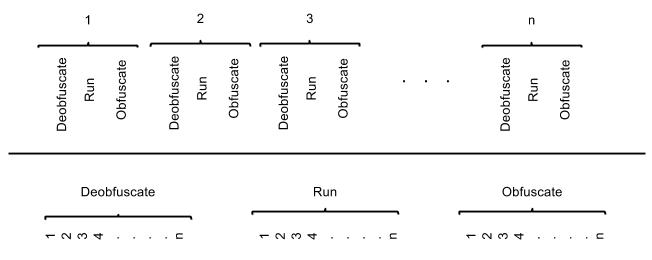 1 2 3 n
Deobfuscate Run Obfuscate Deobfuscate Run Obfuscate Deobfuscate Run Obfuscate . . . Deobfuscate Run Obfuscate
Deobfuscate Run Obfuscate
1 2 3 4 . . . . n 1 2 3 4 . . . . n 1 2 3 4 . . . . n